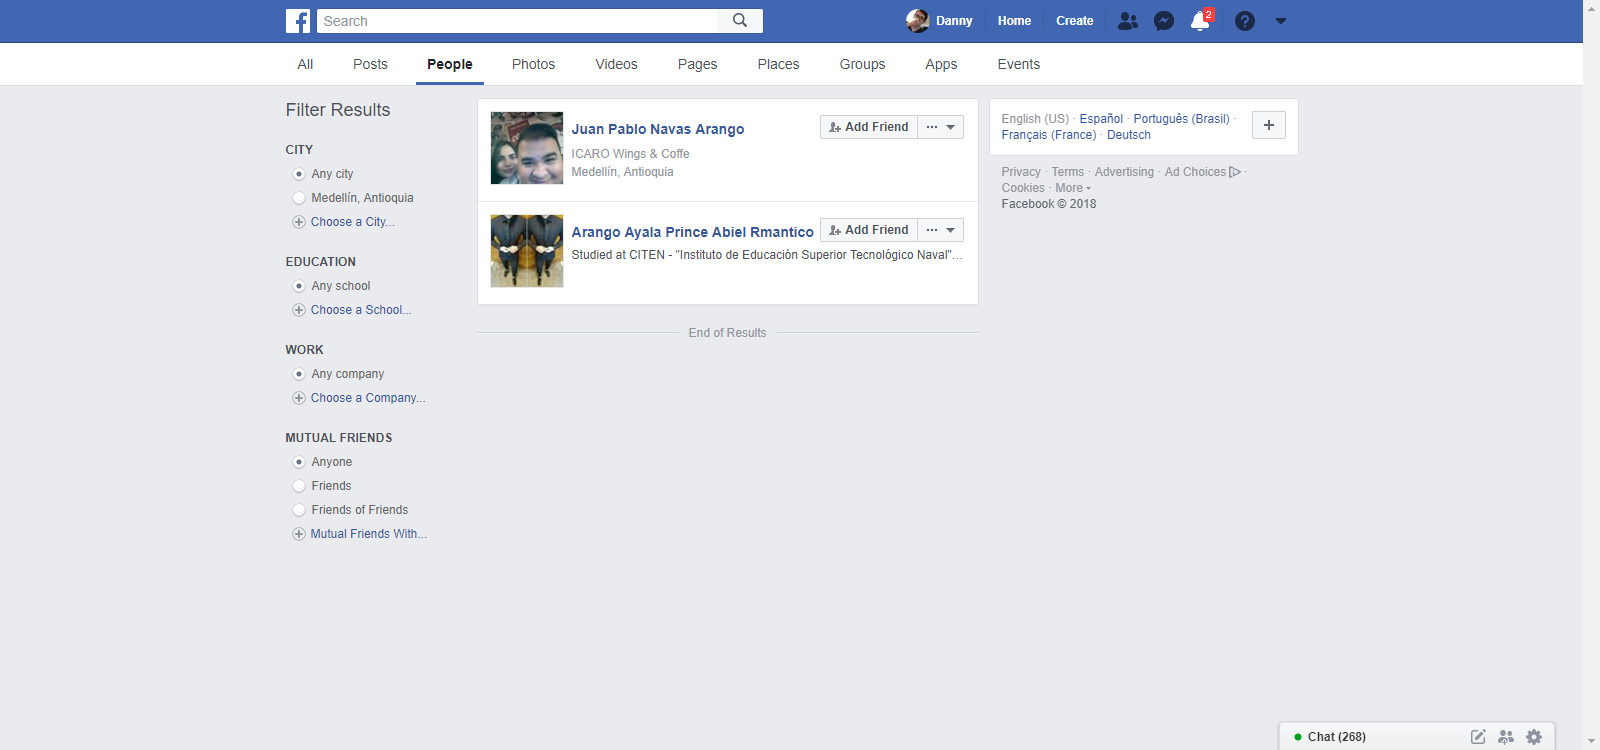 Search
Danny
Home
Create
2
All
Posts
People
Photos
Videos
Pages
Places
Groups
Apps
Events
Filter Results
CITY
Any city
Medellín, Antioquia
Choose a City...
EDUCATION
Any school
Choose a School...
WORK
Any company
Choose a Company...
MUTUAL FRIENDS
Anyone
Friends
Friends of Friends
Mutual Friends With...
Juan Pablo Navas Arango
Add Friend
ICARO Wings & Coffe
Medellín, Antioquia
Arango Ayala Prince Abiel Rmantico
Add Friend
Studied at CITEN - "Instituto de Educación Superior Tecnológico Naval"...
End of Results
English (US) · Español · Português (Brasil) ·
Français (France) · Deutsch
Privacy · Terms · Advertising · Ad Choices ·
Cookies · More
Facebook © 2018
Chat (268)